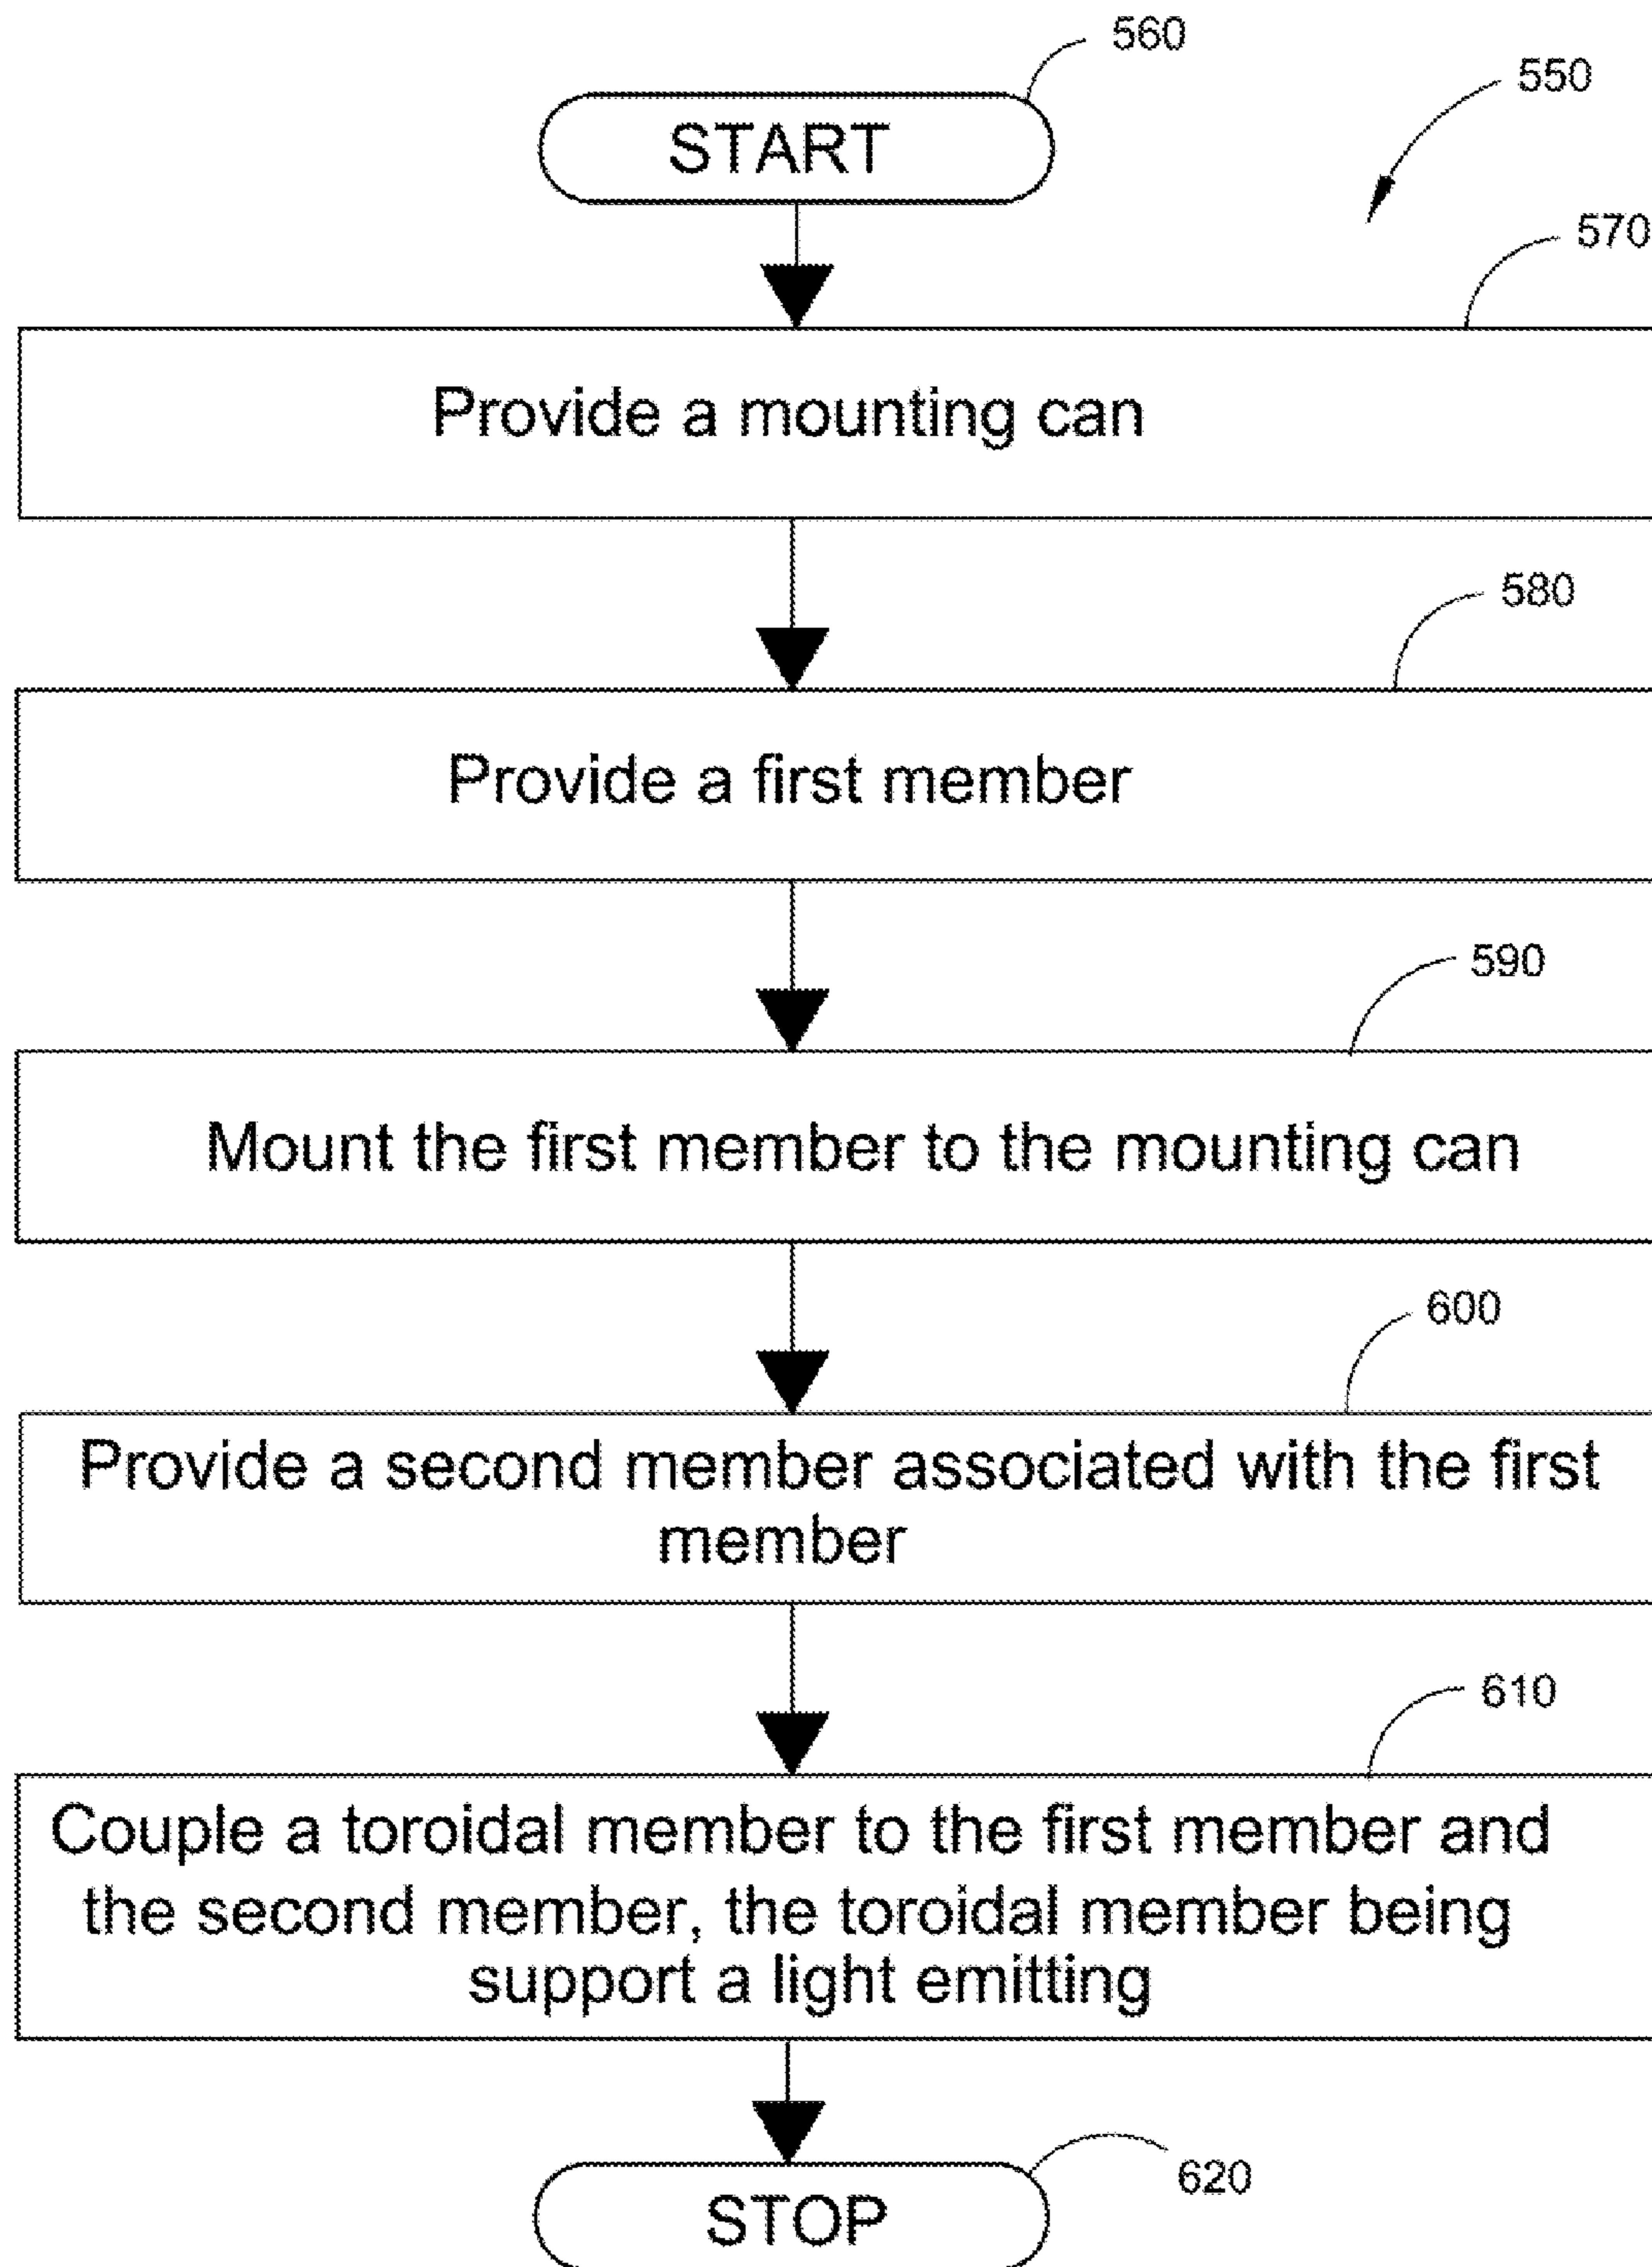 560
START
550
570
Provide a mounting can
580
Provide a first member
590
Mount the first member to the mounting can
600
Provide a second member associated with the first
member
610
Couple a toroidal member to the first member and
the second member, the toroidal member being
support a light emitting
620
STOP